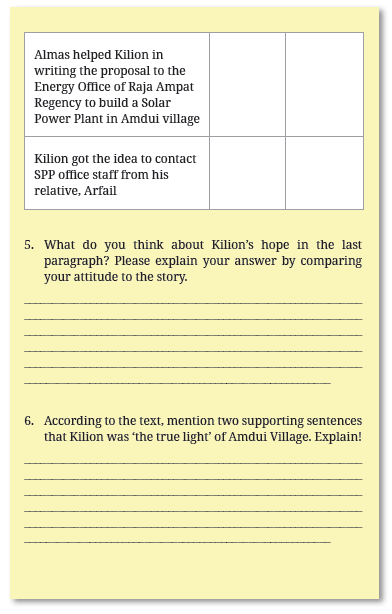 Almas helped Kilion in
writing the proposal to the
Energy Office of Raja Ampat
Regency to build a Solar
Power Plant in Amdui village
Kilion got the idea to contact
SPP office staff from his
relative, Arfail
5. What do you think about Kilion’s hope in the last
paragraph? Please explain your answer by comparing
your attitude to the story.
6. According to the text, mention two supporting sentences
that Kilion was ‘the true light’ of Amdui Village. Explain!